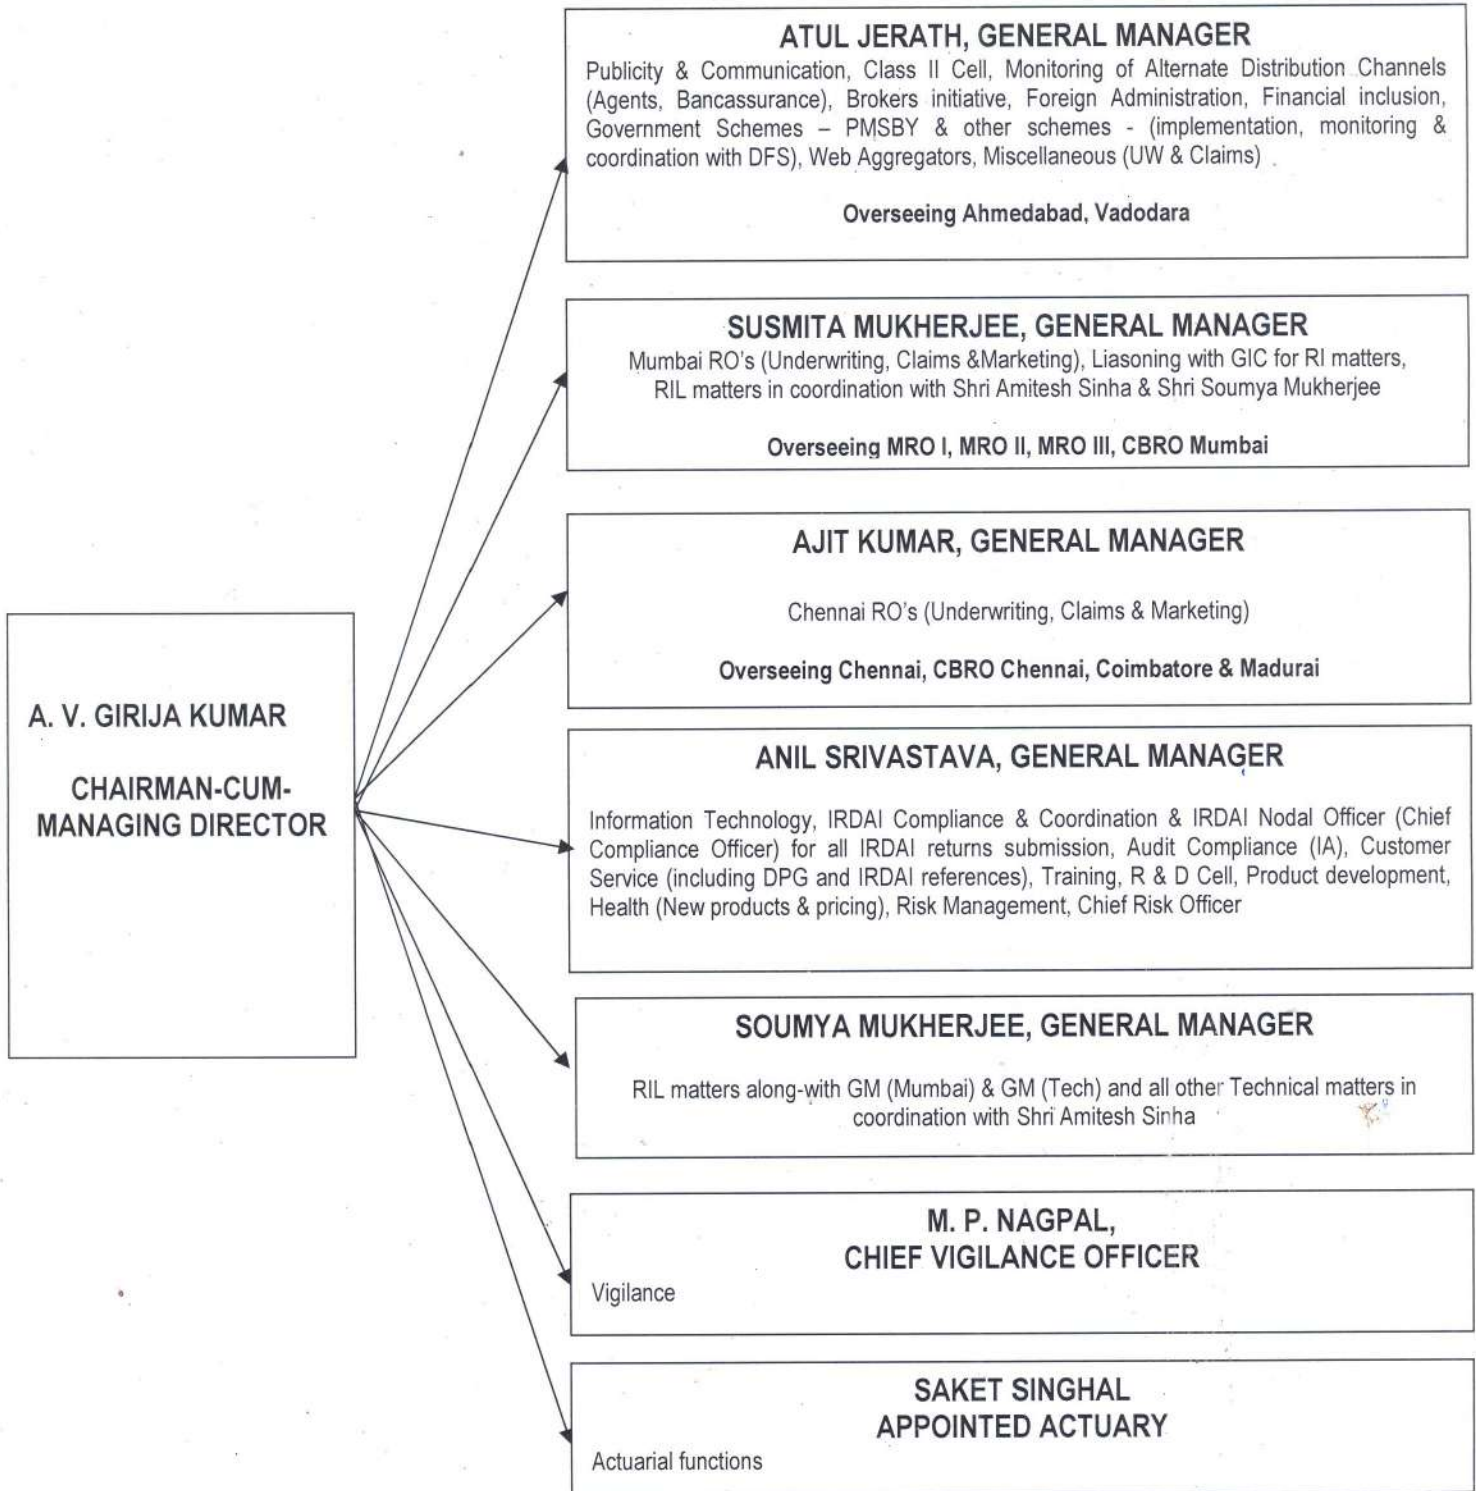 ATUL JERATH, GENERAL MANAGER
Publicity & Communication, Class II Cell, Monitoring of Alternate Distribution Channels
(Agents, Bancassurance), Brokers initiative, Foreign Administration, Financial inclusion,
Government Schemes – PMSBY & other schemes - (implementation, monitoring &
coordination with DFS), Web Aggregators, Miscellaneous (UW & Claims)
Overseeing Ahmedabad, Vadodara
SUSMITA MUKHERJEE, GENERAL MANAGER
Mumbai RO's (Underwriting, Claims &Marketing), Liasoning with GIC for RI matters,
RIL matters in coordination with Shri Amitesh Sinha & Shri Soumya Mukherjee
Overseeing MRO I, MRO II, MRO III, CBRO Mumbai
AJIT KUMAR, GENERAL MANAGER
Chennai RO's (Underwriting, Claims & Marketing)
Overseeing Chennai, CBRO Chennai, Coimbatore & Madurai
A. V. GIRIJA KUMAR
CHAIRMAN-CUM-
MANAGING DIRECTOR
ANIL SRIVASTAVA, GENERAL MANAGER
Information Technology, IRDAI Compliance & Coordination & IRDAI Nodal Officer (Chief
Compliance Officer) for all IRDAI returns submission, Audit Compliance (IA), Customer
Service (including DPG and IRDAI references), Training, R & D Cell, Product development,
Health (New products & pricing), Risk Management, Chief Risk Officer
SOUMYA MUKHERJEE, GENERAL MANAGER
RIL matters along-with GM (Mumbai) & GM (Tech) and all other Technical matters in
coordination with Shri Amitesh Sinha
M. P. NAGPAL,
CHIEF VIGILANCE OFFICER
Vigilance
SAKET SINGHAL
APPOINTED ACTUARY
Actuarial functions